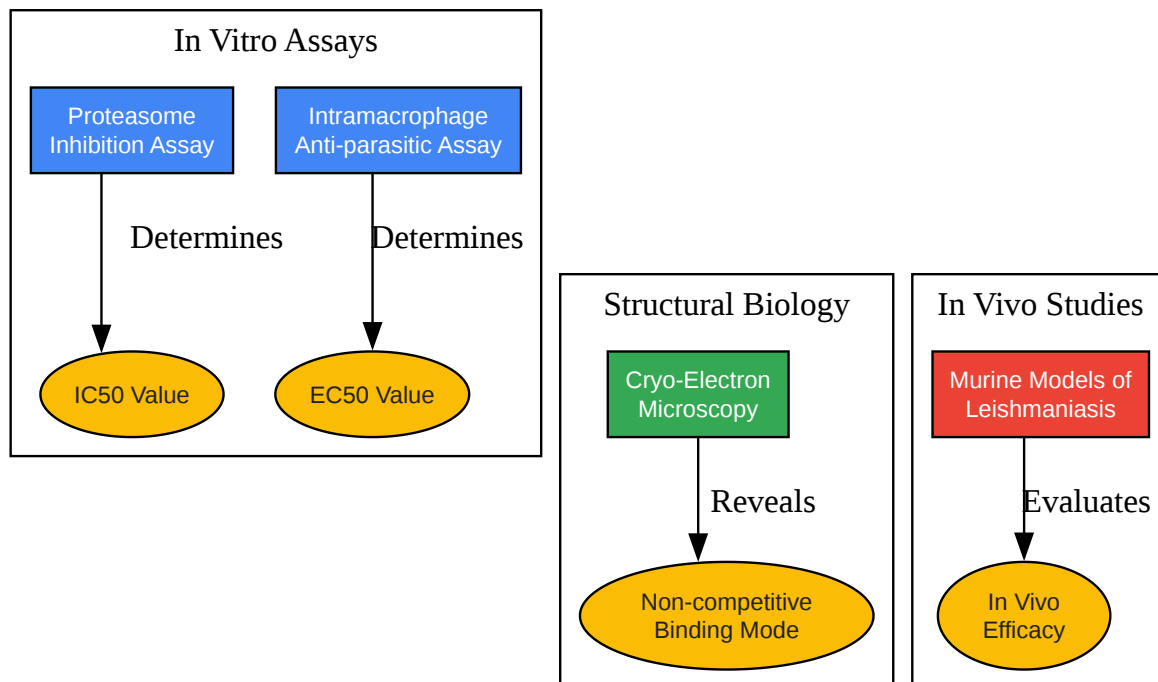 In Vitro Assays
Proteasome
Inhibition Assay
Intramacrophage
Anti-parasitic Assay
Determines
Determines
IC50 Value
EC50 Value
Structural Biology
Cryo-Electron
Microscopy
Reveals
Non-competitive
Binding Mode
In Vivo Studies
Murine Models of
Leishmaniasis
Evaluates
In Vivo
Efficacy